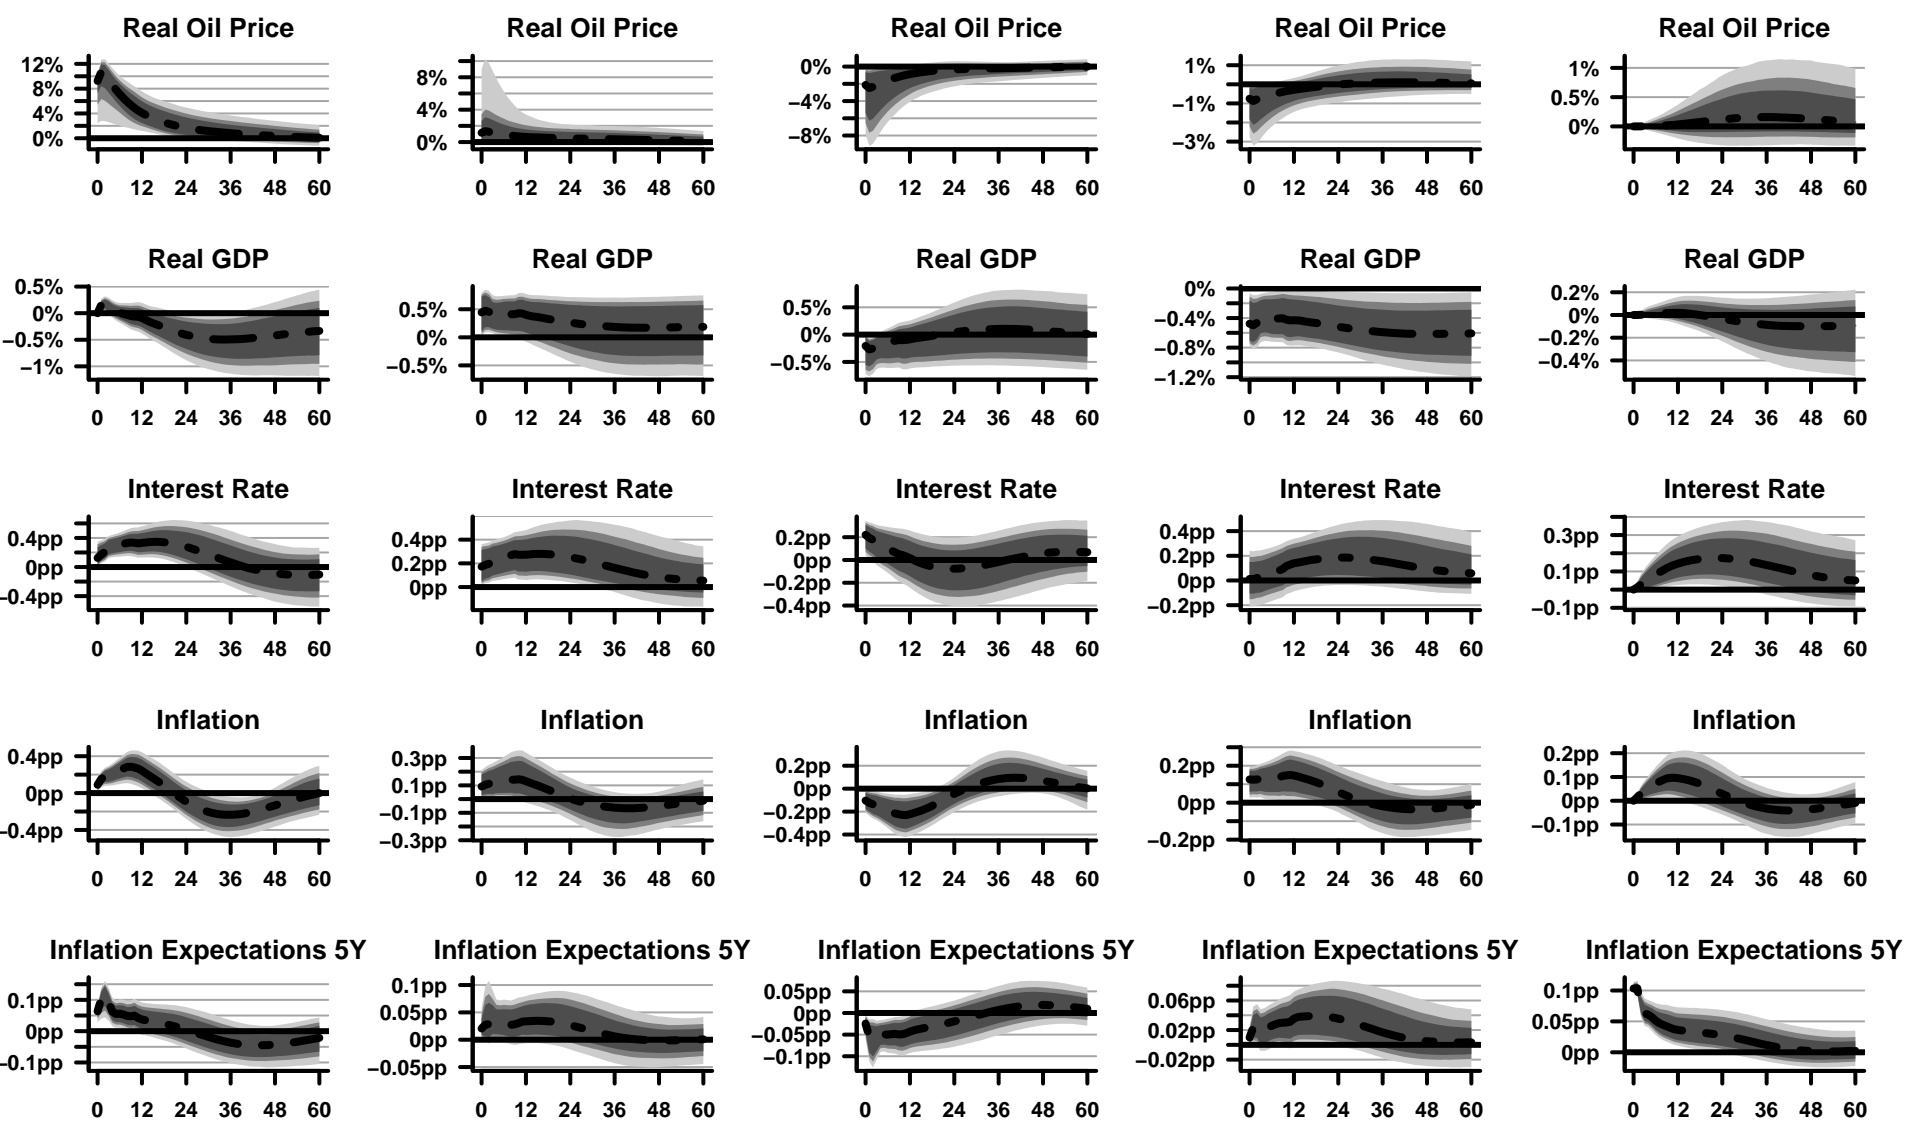 Real Oil Price Real Oil Price Real Oil Price Real Oil Price Real Oil Price
12% 8% 4% 0% 8% 4% 0% 0% −4% −8% 1% −1% −3% 1% 0.5% 0%
0 12 24 36 48 60 0 12 24 36 48 60 0 12 24 36 48 60 0 12 24 36 48 60 0 12 24 36 48 60
Real GDP Real GDP Real GDP Real GDP Real GDP
0.5% 0% −0.5% −1% 0.5% 0% −0.5% 0.5% 0% −0.5% 0% −0.4% −0.8% −1.2% 0.2% 0% −0.2% −0.4%
0 12 24 36 48 60 0 12 24 36 48 60 0 12 24 36 48 60 0 12 24 36 48 60 0 12 24 36 48 60
Interest Rate Interest Rate Interest Rate Interest Rate Interest Rate
0.4pp 0pp −0.4pp 0.4pp 0.2pp 0pp 0.2pp 0pp −0.2pp −0.4pp 0.4pp 0.2pp 0pp −0.2pp 0.3pp 0.1pp −0.1pp
0 12 24 36 48 60 0 12 24 36 48 60 0 12 24 36 48 60 0 12 24 36 48 60 0 12 24 36 48 60
Inflation Inflation Inflation Inflation Inflation
0.4pp 0pp −0.4pp 0.3pp 0.1pp −0.1pp −0.3pp 0.2pp 0pp −0.2pp −0.4pp 0.2pp 0pp −0.2pp 0.2pp 0.1pp 0pp −0.1pp
0 12 24 36 48 60 0 12 24 36 48 60 0 12 24 36 48 60 0 12 24 36 48 60 0 12 24 36 48 60
Inflation Expectations 5Y Inflation Expectations 5Y Inflation Expectations 5Y Inflation Expectations 5Y Inflation Expectations 5Y
0.1pp 0pp −0.1pp 0.1pp 0.05pp 0pp −0.05pp 0.05pp 0pp −0.05pp −0.1pp 0.06pp 0.02pp −0.02pp 0.1pp 0.05pp 0pp
0 12 24 36 48 60 0 12 24 36 48 60 0 12 24 36 48 60 0 12 24 36 48 60 0 12 24 36 48 60